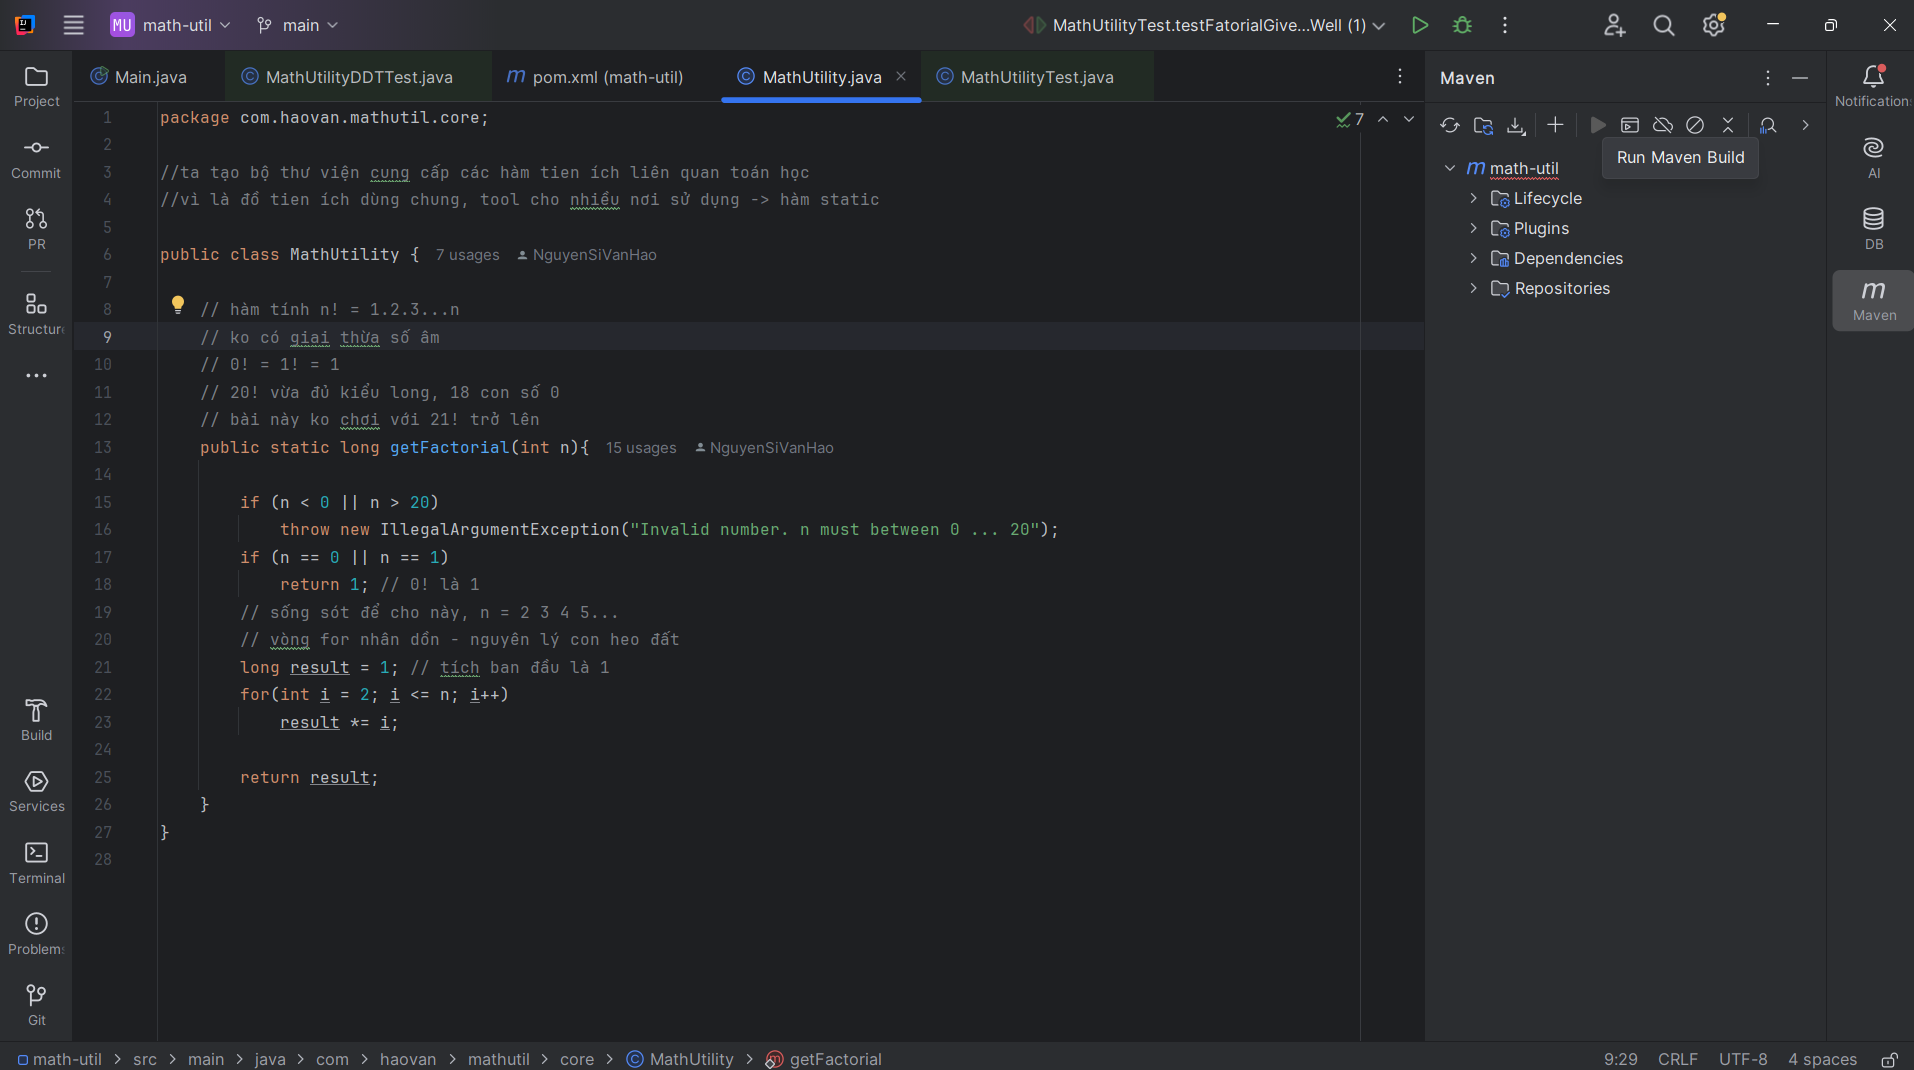 MU math-util main MathUtilityTest.testFatorialGive...Well (1)
Main.java MathUtilityDDTTest.java m pom.xml (math-util) MathUtility.java MathUtilityTest.java
Project
Commit
PR
Structure
Build
Services
Terminal
Problems
Git
7
1 package com.haovan.mathutil.core;
2
3 //ta tạo bộ thư viện cung cấp các hàm tien ích liên quan toán học
4 //vì là đồ tien ích dùng chung, tool cho nhiều nơi sử dụng -> hàm static
5
6 public class MathUtility { 7 usages NguyenSiVanHao
7
8 // hàm tính n! = 1.2.3...n
9 // ko có giai thừa số âm
10 // 0! = 1! = 1
11 // 20! vừa đủ kiểu long, 18 con số 0
12 // bài này ko chơi với 21! trở lên
13 public static long getFactorial(int n){ 15 usages NguyenSiVanHao
14
15 if (n < 0 || n > 20)
16 throw new IllegalArgumentException("Invalid number. n must between 0 ... 20");
17 if (n == 0 || n == 1)
18 return 1; // 0! là 1
19 // sống sót để cho này, n = 2 3 4 5...
20 // vòng for nhân dồn - nguyên lý con heo đất
21 long result = 1; // tích ban đầu là 1
22 for(int i = 2; i <= n; i++)
23 result *= i;
24
25 return result;
26 }
27 }
28
Maven
Run Maven Build
m math-util
Lifecycle
Plugins
Dependencies
Repositories
Notification
AI
DB
m
Maven
math-util > src > main > java > com > haovan > mathutil > core > MathUtility > getFactorial
9:29 CRLF UTF-8 4 spaces